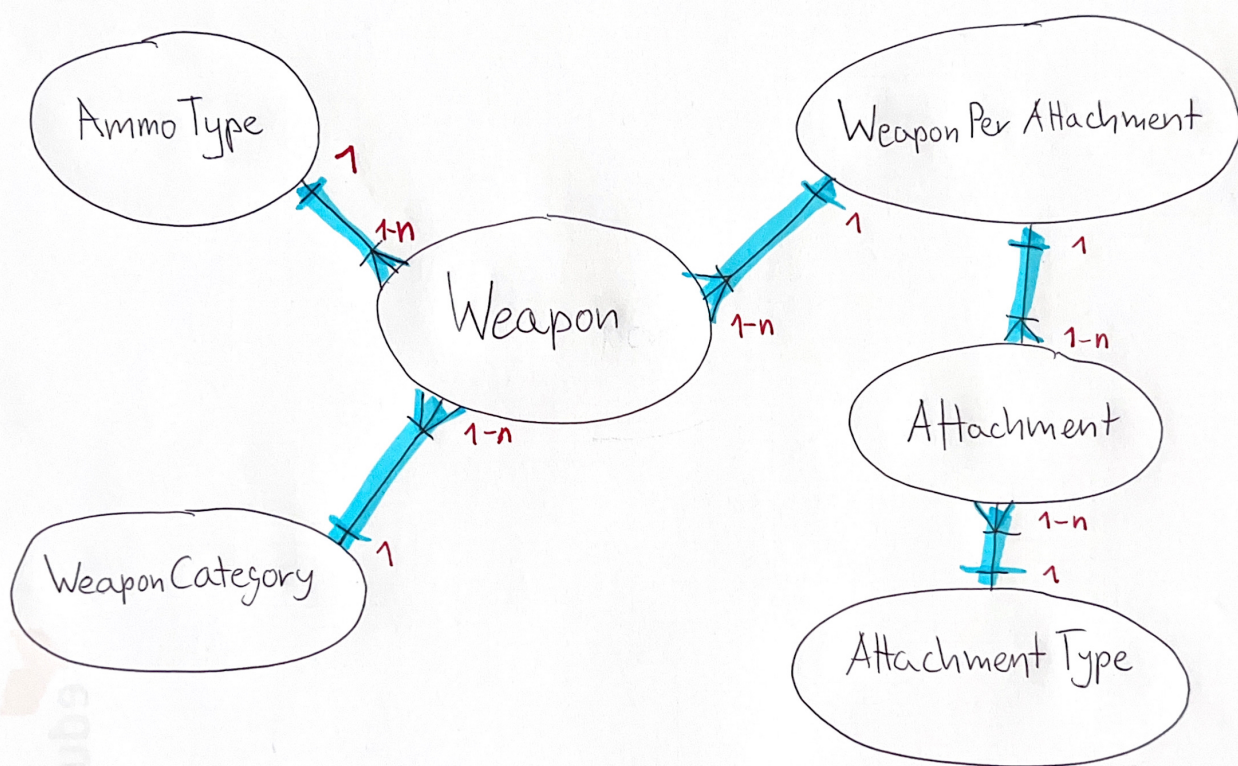 Ammo Type
1
1-n
Weapon Per Attachment
1
1
1-n
Weapon
1-n
Attachment
1-n
1
Weapon Category
1-n
1
Attachment Type
edu